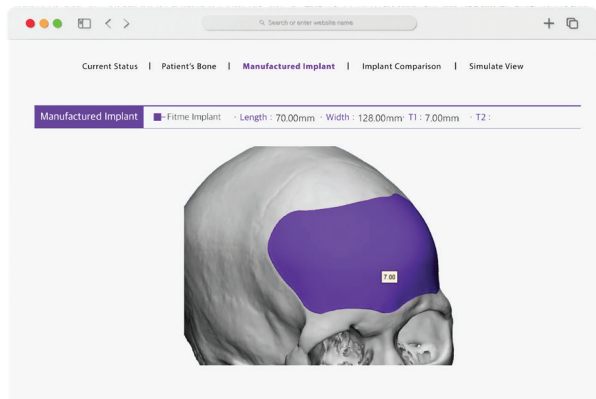 Search or enter website name
Current Status | Patient's Bone | Manufactured Implant | Implant Comparison | Simulate View
Manufactured Implant Fitme Implant · Length : 70.00mm · Width : 128.00mm · T1 : 7.00mm · T2 :
7.00